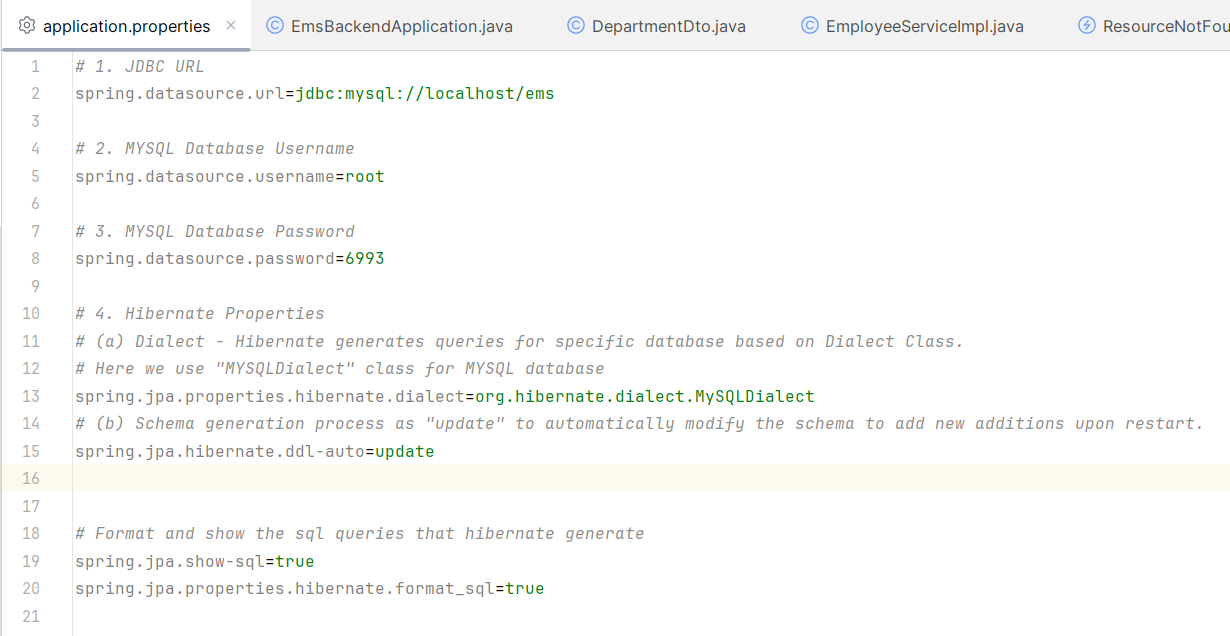 application.properties
EmsBackendApplication.java
DepartmentDto.java
EmployeeServiceImpl.java
ResourceNotFou
1 # 1. JDBC URL
2 spring.datasource.url=jdbc:mysql://localhost/ems
3
4 # 2. MYSQL Database Username
5 spring.datasource.username=root
6
7 # 3. MYSQL Database Password
8 spring.datasource.password=6993
9
10 # 4. Hibernate Properties
11 # (a) Dialect - Hibernate generates queries for specific database based on Dialect Class.
12 # Here we use "MYSQLDialect" class for MYSQL database
13 spring.jpa.properties.hibernate.dialect=org.hibernate.dialect.MySQLDialect
14 # (b) Schema generation process as "update" to automatically modify the schema to add new additions upon restart.
15 spring.jpa.hibernate.ddl-auto=update
16
17
18 # Format and show the sql queries that hibernate generate
19 spring.jpa.show-sql=true
20 spring.jpa.properties.hibernate.format_sql=true
21